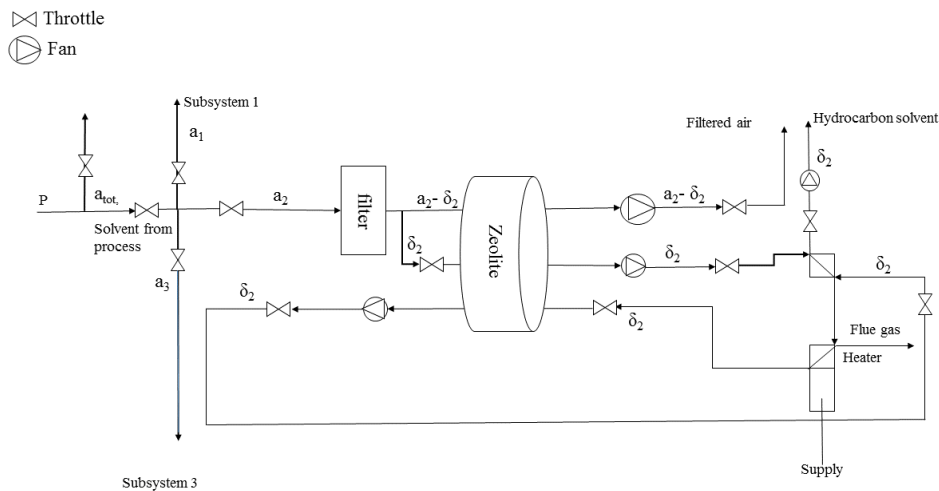 Throttle
Fan
Subsystem 1
a1
Filtered air
Hydrocarbon solvent
δ2
P
atot,
Solvent from
process
a2
filter
a2- δ2
δ2
Zeolite
a2- δ2
δ2
δ2
a3
δ2
δ2
Flue gas
Heater
Supply
Subsystem 3